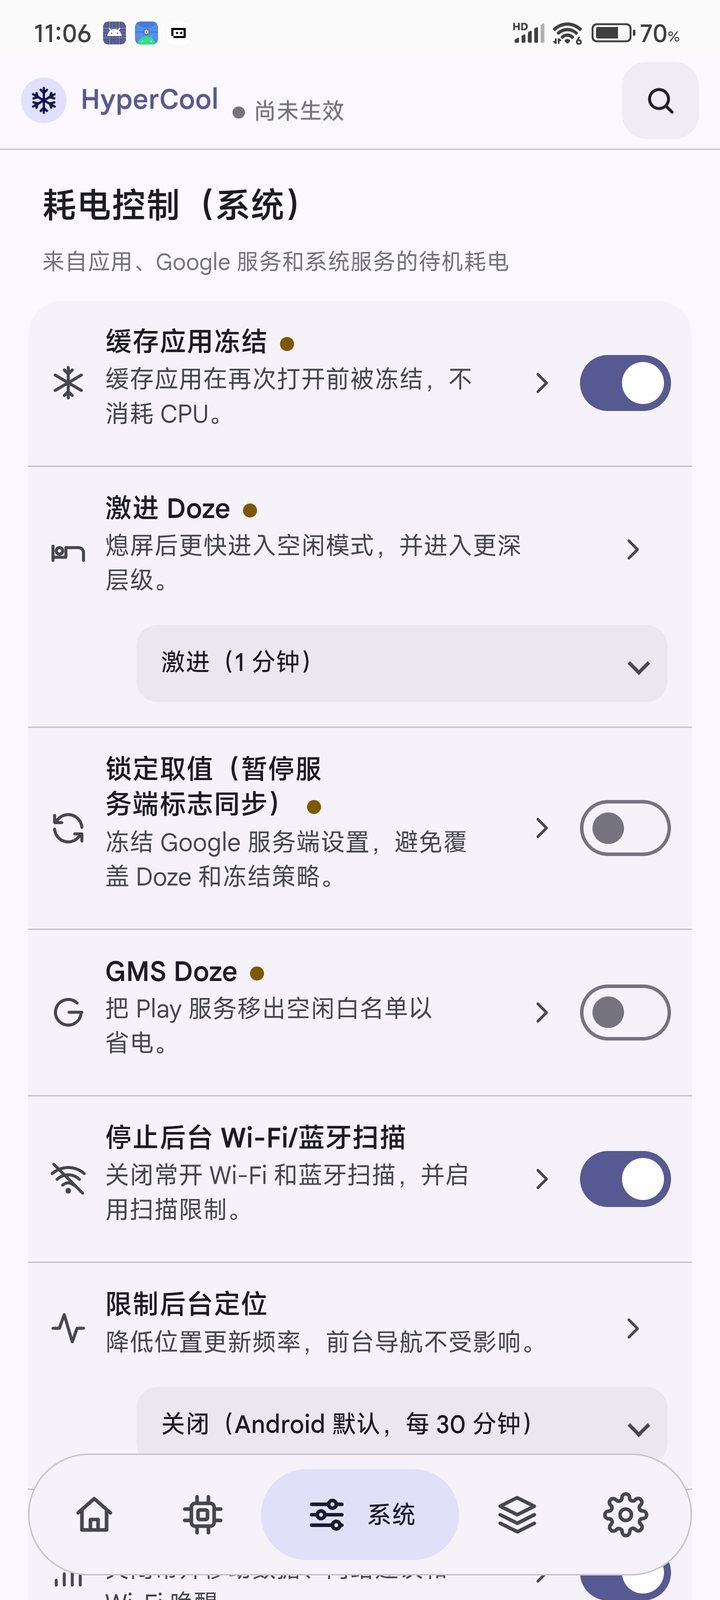 11:06
HD
6
70%
HyperCool
尚未生效
耗电控制（系统）
来自应用、Google 服务和系统服务的待机耗电
缓存应用冻结
缓存应用在再次打开前被冻结，不
消耗 CPU。
激进 Doze
熄屏后更快进入空闲模式，并进入更深
层级。
激进（1 分钟）
锁定取值（暂停服
务端标志同步）
冻结 Google 服务端设置，避免覆
盖 Doze 和冻结策略。
GMS Doze
把 Play 服务移出空闲白名单以
省电。
停止后台 Wi-Fi/蓝牙扫描
关闭常开 Wi-Fi 和蓝牙扫描，并启
用扫描限制。
限制后台定位
降低位置更新频率，前台导航不受影响。
关闭（Android 默认，每 30 分钟）
系统